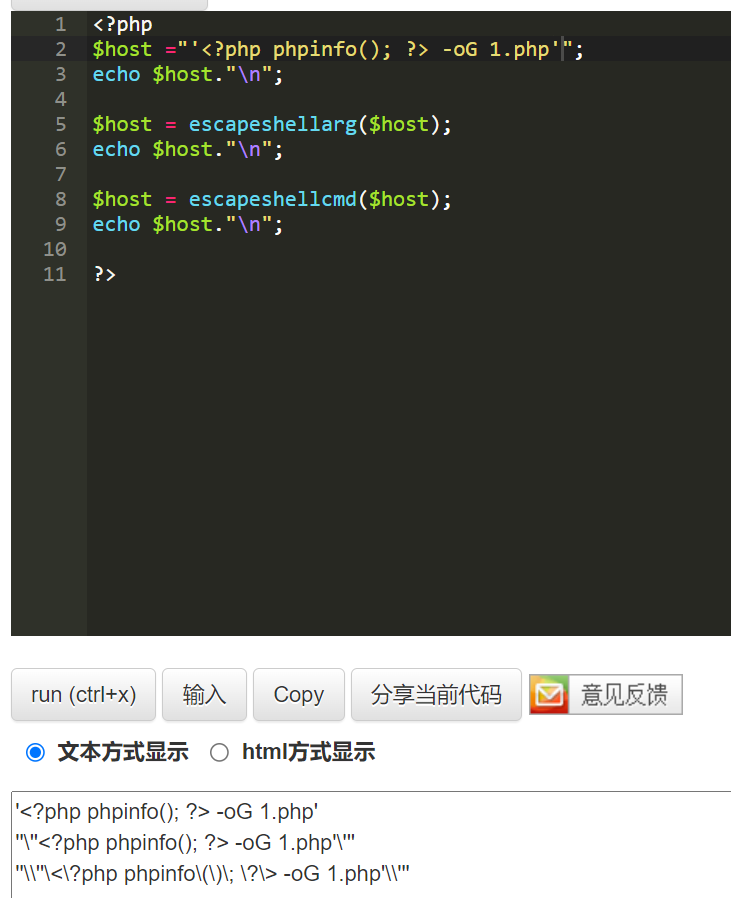 1 <?php
2 $host ="'<?php phpinfo(); ?> -oG 1.php'";
3 echo $host."\n";
4
5 $host = escapeshellarg($host);
6 echo $host."\n";
7
8 $host = escapeshellcmd($host);
9 echo $host."\n";
10
11 ?>
run (ctrl+x) 输入 Copy 分享当前代码 意见反馈
文本方式显示 html方式显示
'<?php phpinfo(); ?> -oG 1.php'
''\''<?php phpinfo(); ?> -oG 1.php'\'''
''\\''\<\?php phpinfo\(\)\; \?\> -oG 1.php'\\'''